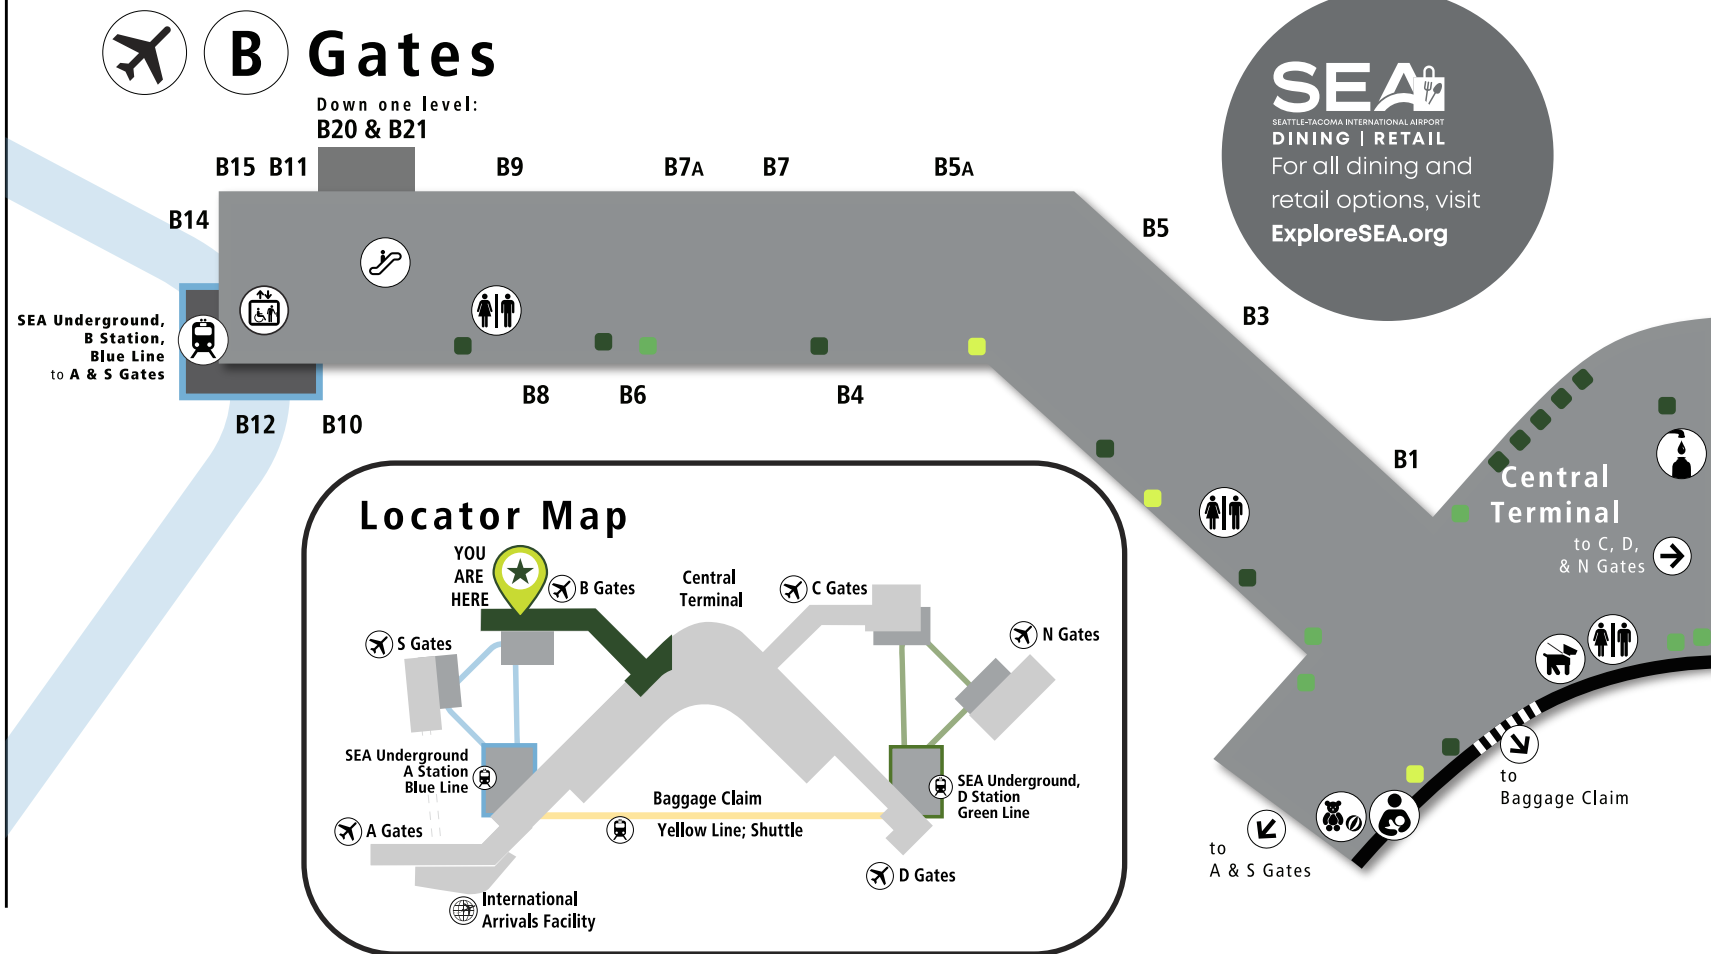 B Gates
Down one level:
B20 & B21
B15 B11 B9 B7A B7 B5A
B14
B5
B3
B1
SEA Underground,
B Station,
Blue Line
to A & S Gates
B12 B10 B8 B6 B4
SEA
SEATTLE-TACOMA INTERNATIONAL AIRPORT
DINING | RETAIL
For all dining and
retail options, visit
ExploreSEA.org
Central
Terminal
to C, D,
& N Gates
to
Baggage Claim
to
A & S Gates
Locator Map
YOU
ARE
HERE
B Gates
Central
Terminal
C Gates
S Gates
N Gates
SEA Underground
A Station
Blue Line
SEA Underground,
D Station
Green Line
Baggage Claim
Yellow Line; Shuttle
A Gates
D Gates
International
Arrivals Facility